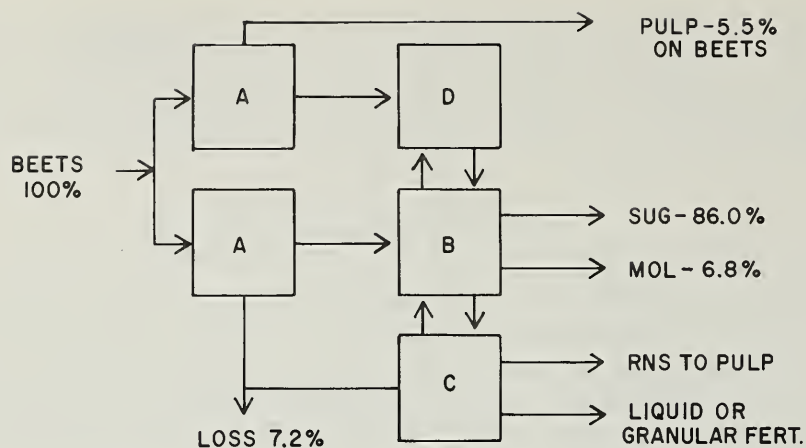 PULP-5.5%
ON BEETS
A
D
BEETS
100%
A
B
SUG-86.0%
MOL-6.8%
C
RNS TO PULP
LIQUID OR
GRANULAR FERT.
LOSS 7.2%